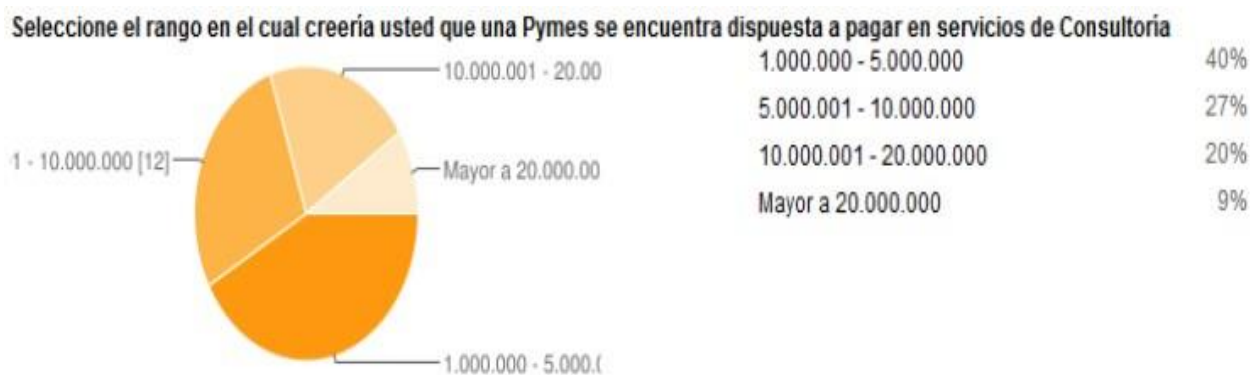 Seleccione el rango en el cual creería usted que una Pymes se encuentra dispuesta a pagar en servicios de Consultoría
10.000.001 - 20.00
1 - 10.000.000 [12]
Mayor a 20.000.00
1.000.000 - 5.000.(
1.000.000 - 5.000.000 40%
5.000.001 - 10.000.000 27%
10.000.001 - 20.000.000 20%
Mayor a 20.000.000 9%